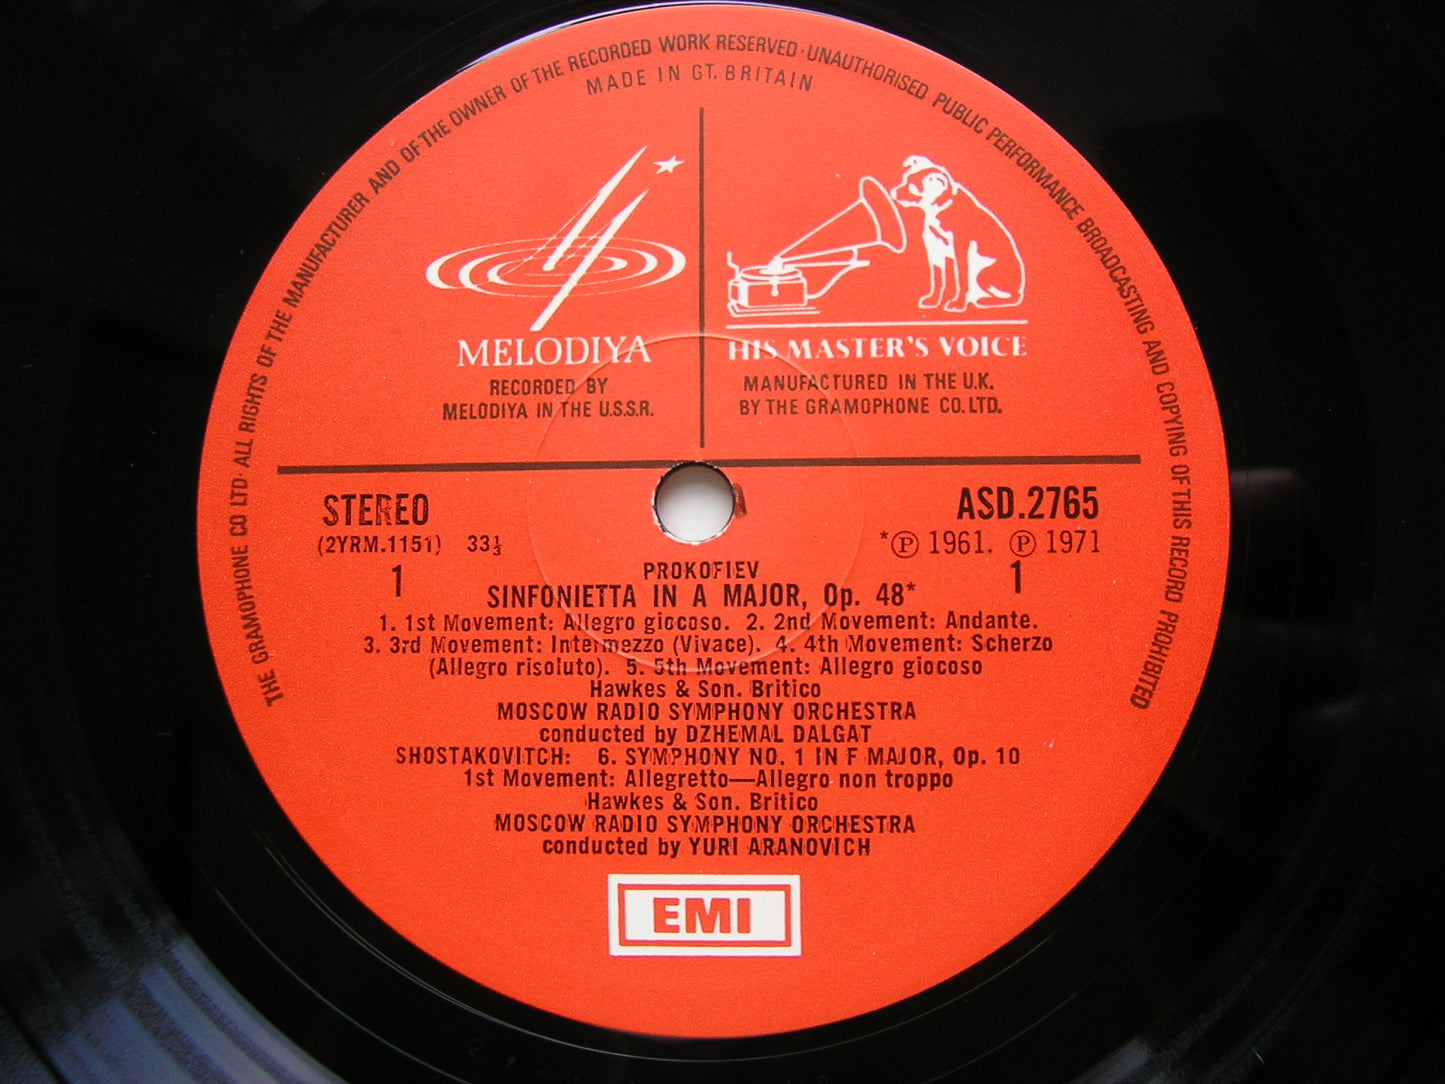 THE GRAMOPHONE CO LTD · ALL RIGHTS OF THE MANUFACTURER AND OF THE OWNER OF THE RECORDED WORK RESERVED · UNAUTHORISED PUBLIC PERFORMANCE BROADCASTING AND COPYING OF THIS RECORD PROHIBITED
MADE IN GT. BRITAIN
MELODIYA
RECORDED BY
MELODIYA IN THE U.S.S.R.
HIS MASTER'S VOICE
MANUFACTURED IN THE U.K.
BY THE GRAMOPHONE CO. LTD.
STEREO
(2YRM.1151) 33⅓
1
ASD.2765
*℗ 1961. ℗ 1971
1
PROKOFIEV
SINFONIETTA IN A MAJOR, Op. 48*
1. 1st Movement: Allegro giocoso. 2. 2nd Movement: Andante.
3. 3rd Movement: Intermezzo (Vivace). 4. 4th Movement: Scherzo
(Allegro risoluto). 5. 5th Movement: Allegro giocoso
Hawkes & Son. Britico
MOSCOW RADIO SYMPHONY ORCHESTRA
conducted by DZHEMAL DALGAT
SHOSTAKOVITCH: 6. SYMPHONY NO. 1 IN F MAJOR, Op. 10
1st Movement: Allegretto—Allegro non troppo
Hawkes & Son. Britico
MOSCOW RADIO SYMPHONY ORCHESTRA
conducted by YURI ARANOVICH
EMI